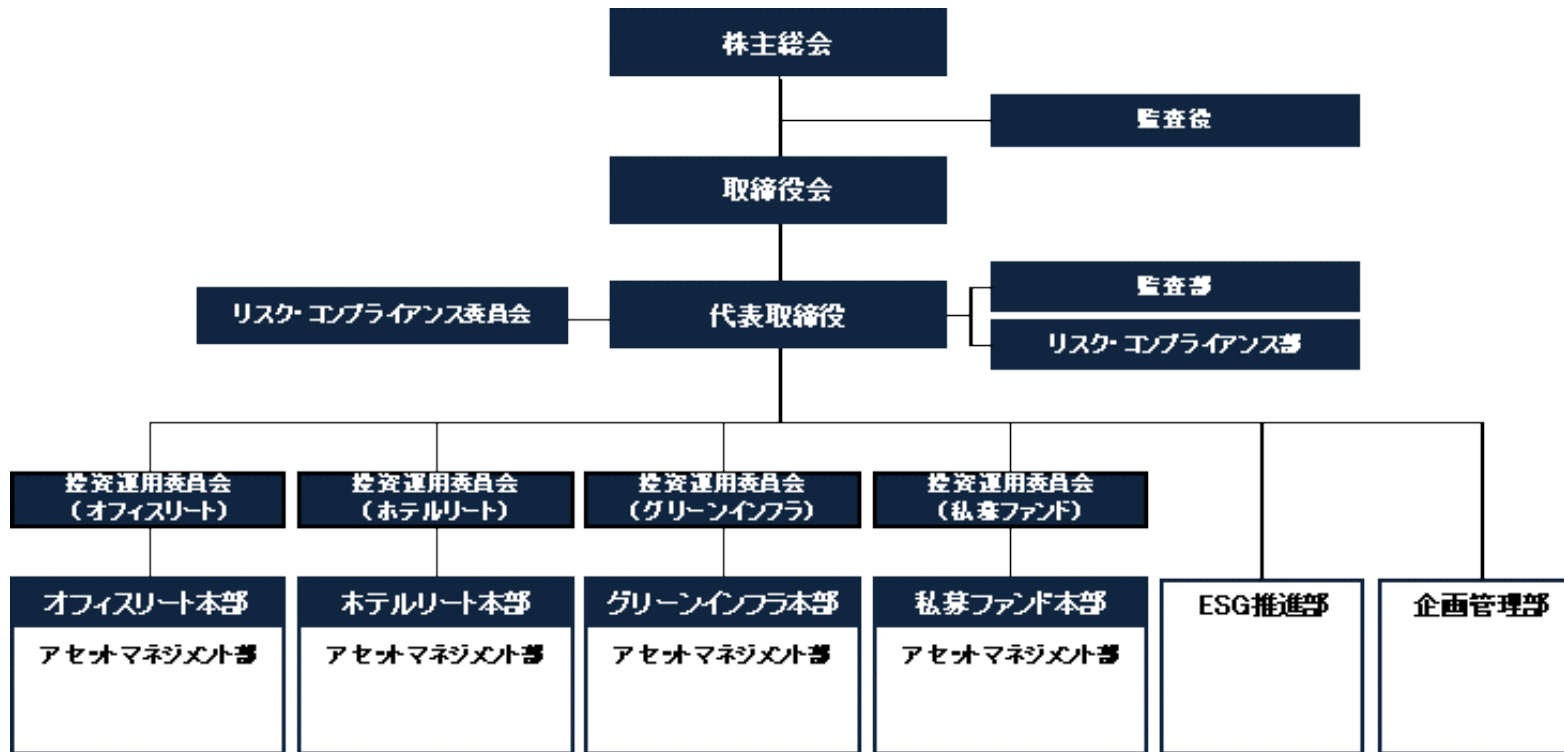 株主総会
監査役
取締役会
リスク・コンプライアンス委員会
代表取締役
監査部
リスク・コンプライアンス部
投資運用委員会
(オフィスリート)
投資運用委員会
(ホテルリート)
投資運用委員会
(グリーンインフラ)
投資運用委員会
(私募ファンド)
オフィスリート本部
アセットマネジメント部
ホテルリート本部
アセットマネジメント部
グリーンインフラ本部
アセットマネジメント部
私募ファンド本部
アセットマネジメント部
ESG推進部
企画管理部